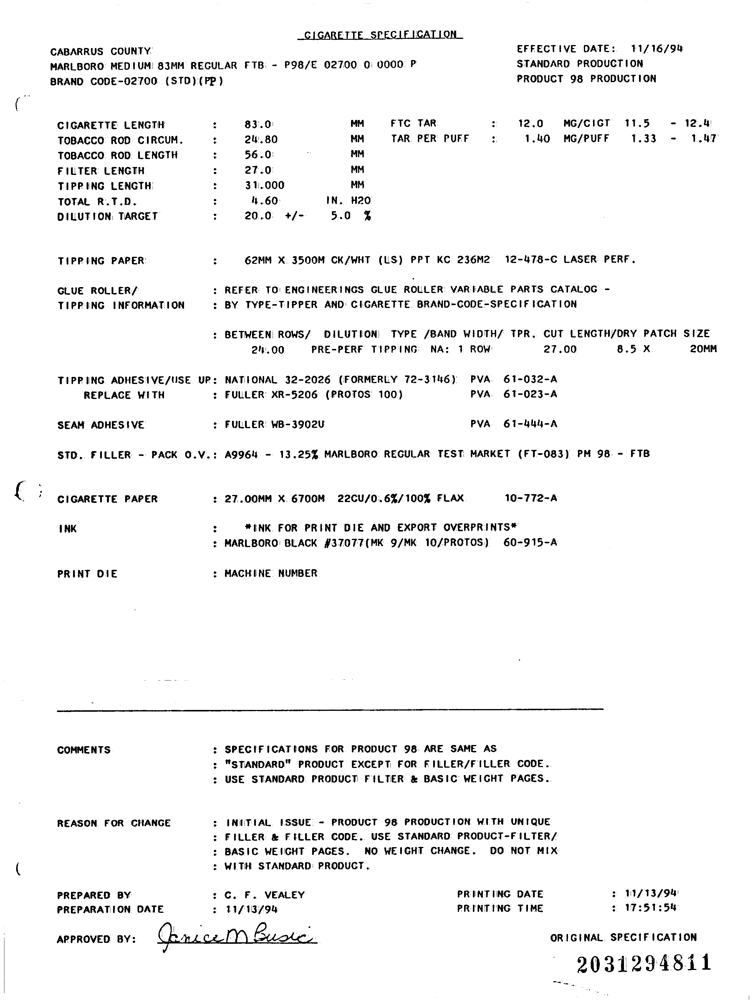 CIGARETTE SPECIFICATION
CABARRUS COUNTY EFFECTIVE DATE: 11/16/94
MARLBORO MEDIUM 83MM REGULAR FTB - P98/E 02700 0 0000 P STANDARD PRODUCTION
BRAND CODE-02700 (STD)(PP) PRODUCT 98 PRODUCTION
CIGARETTE LENGTH : 83.0 MM FTC TAR : 12.0 MG/CIGT 11.5 - 12.4
TOBACCO ROD CIRCUM. : 24.80 MM TAR PER PUFF : 1.40 MG/PUFF 1.33 - 1.47
TOBACCO ROD LENGTH : 56.0 MM
FILTER LENGTH : 27.0 MM
TIPPING LENGTH : 31.000 MM
TOTAL R.T.D. : 4.60 IN. H2O
DILUTION TARGET : 20.0 +/- 5.0 %
TIPPING PAPER : 62MM X 3500M CK/WHT (LS) PPT KC 236M2 12-478-C LASER PERF.
GLUE ROLLER/ : REFER TO ENGINEERINGS GLUE ROLLER VARIABLE PARTS CATALOG -
TIPPING INFORMATION : BY TYPE-TIPPER AND CIGARETTE BRAND-CODE-SPECIFICATION
: BETWEEN ROWS/ DILUTION TYPE /BAND WIDTH/ TPR. CUT LENGTH/DRY PATCH SIZE
24.00 PRE-PERF TIPPING NA: 1 ROW 27.00 8.5 X 20MM
TIPPING ADHESIVE/USE UP: NATIONAL 32-2026 (FORMERLY 72-3146) PVA 61-032-A
REPLACE WITH : FULLER XR-5206 (PROTOS 100) PVA 61-023-A
SEAM ADHESIVE : FULLER WB-3902U PVA 61-444-A
STD. FILLER - PACK O.V.: A9964 - 13.25% MARLBORO REGULAR TEST MARKET (FT-083) PM 98 - FTB
CIGARETTE PAPER : 27.00MM X 6700M 22CU/0.6%/100% FLAX 10-772-A
INK : *INK FOR PRINT DIE AND EXPORT OVERPRINTS*
: MARLBORO BLACK #37077(MK 9/MK 10/PROTOS) 60-915-A
PRINT DIE : MACHINE NUMBER
COMMENTS : SPECIFICATIONS FOR PRODUCT 98 ARE SAME AS
: "STANDARD" PRODUCT EXCEPT FOR FILLER/FILLER CODE.
: USE STANDARD PRODUCT FILTER & BASIC WEIGHT PAGES.
REASON FOR CHANGE : INITIAL ISSUE - PRODUCT 98 PRODUCTION WITH UNIQUE
: FILLER & FILLER CODE. USE STANDARD PRODUCT-FILTER/
: BASIC WEIGHT PAGES. NO WEIGHT CHANGE. DO NOT MIX
: WITH STANDARD PRODUCT.
PREPARED BY : C. F. VEALEY PRINTING DATE : 11/13/94
PREPARATION DATE : 11/13/94 PRINTING TIME : 17:51:54
APPROVED BY: Janice M Busic ORIGINAL SPECIFICATION
2031294811